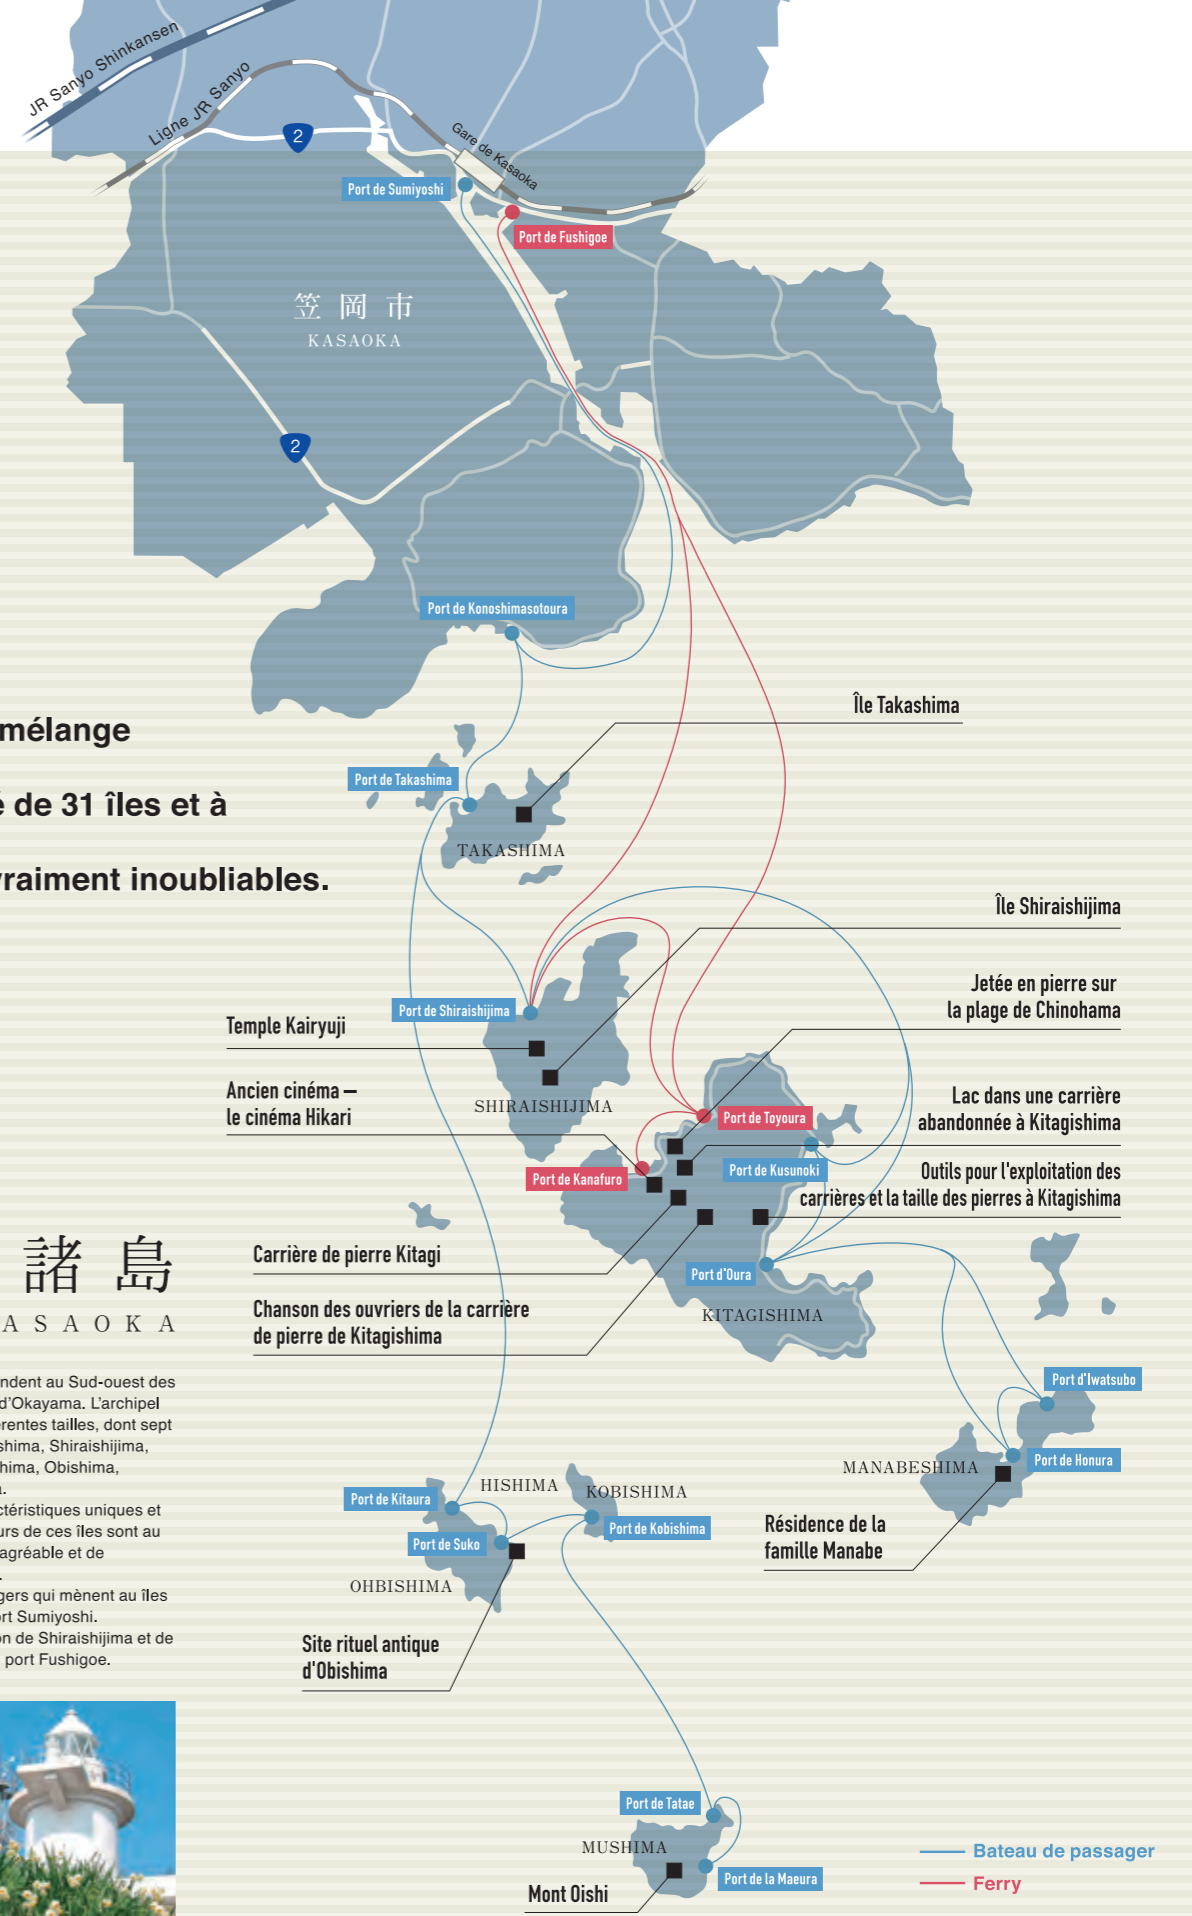 JR Sanyo Shinkansen
Ligne JR Sanyo
2
Gare de Kasaoka
Port de Sumiyoshi
Port de Fushigoe
笠岡市
KASAOKA
2
Port de Konoshimasotoura
Île Takashima
mélange
de 31 îles et à
vraiment inoubliables.
Port de Takashima
TAKASHIMA
Île Shiraishijima
Jetée en pierre sur
la plage de Chinohama
Port de Shiraishijima
Temple Kairyuji
Ancien cinéma –
le cinéma Hikari
SHIRAISHIJIMA
Lac dans une carrière
abandonnée à Kitagishima
Port de Toyoura
Port de Kusunoki
Port de Kanafuro
Outils pour l'exploitation des
carrières et la taille des pierres à Kitagishima
Carrière de pierre Kitagi
Port d'Oura
KITAGISHIMA
Chanson des ouvriers de la carrière
de pierre de Kitagishima
諸島
ASAOKA
ndent au Sud-ouest des
d'Okayama. L'archipel
érentes tailles, dont sept
shima, Shiraishijima,
hima, Obishima,
a.
ctéristiques uniques et
urs de ces îles sont au
agréable et de
.
gers qui mènent au îles
ort Sumiyoshi.
on de Shiraishijima et de
port Fushigoe.
Port d'Iwatsubo
Port de Honura
MANABESHIMA
Résidence de la
famille Manabe
HISHIMA
KOBISHIMA
Port de Kitaura
Port de Suko
Port de Kobishima
OHBISHIMA
Site rituel antique
d'Obishima
Port de Tatae
MUSHIMA
Port de la Maeura
Mont Oishi
Bateau de passager
Ferry